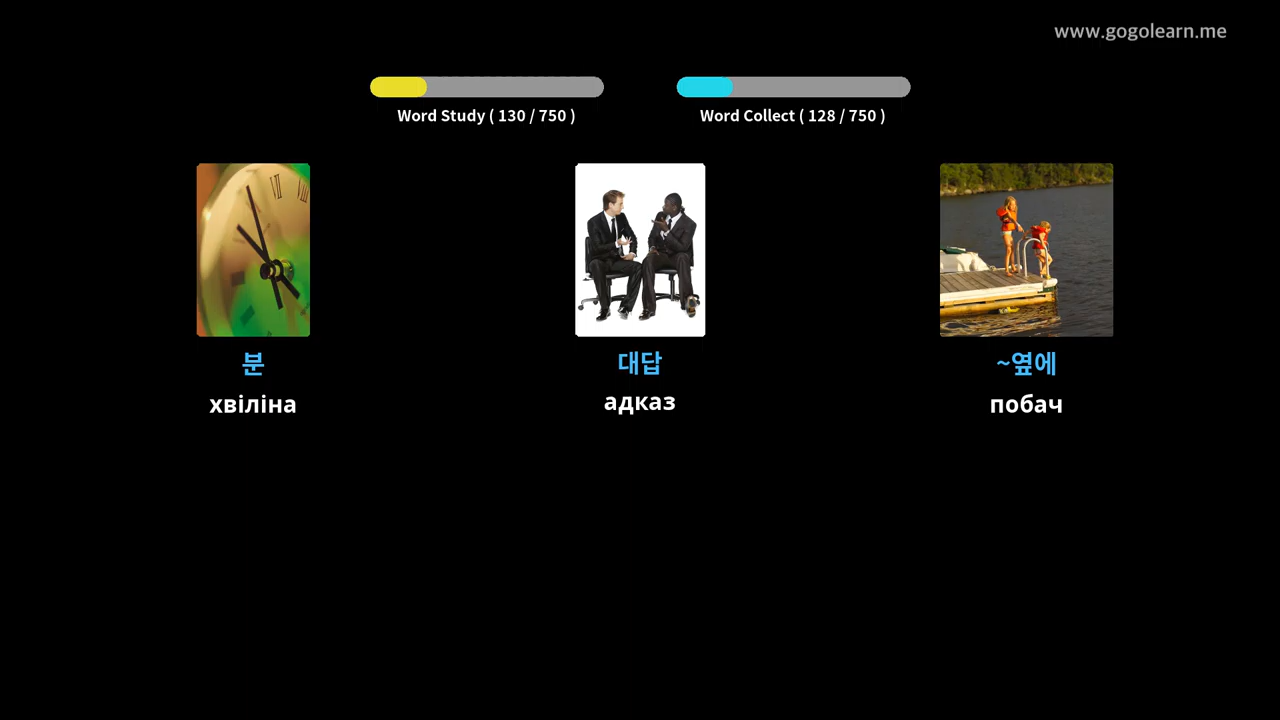 www.gogolearn.me
Word Study ( 130 / 750 )
Word Collect ( 128 / 750 )
분
хвіліна
대답
адказ
~옆에
побач